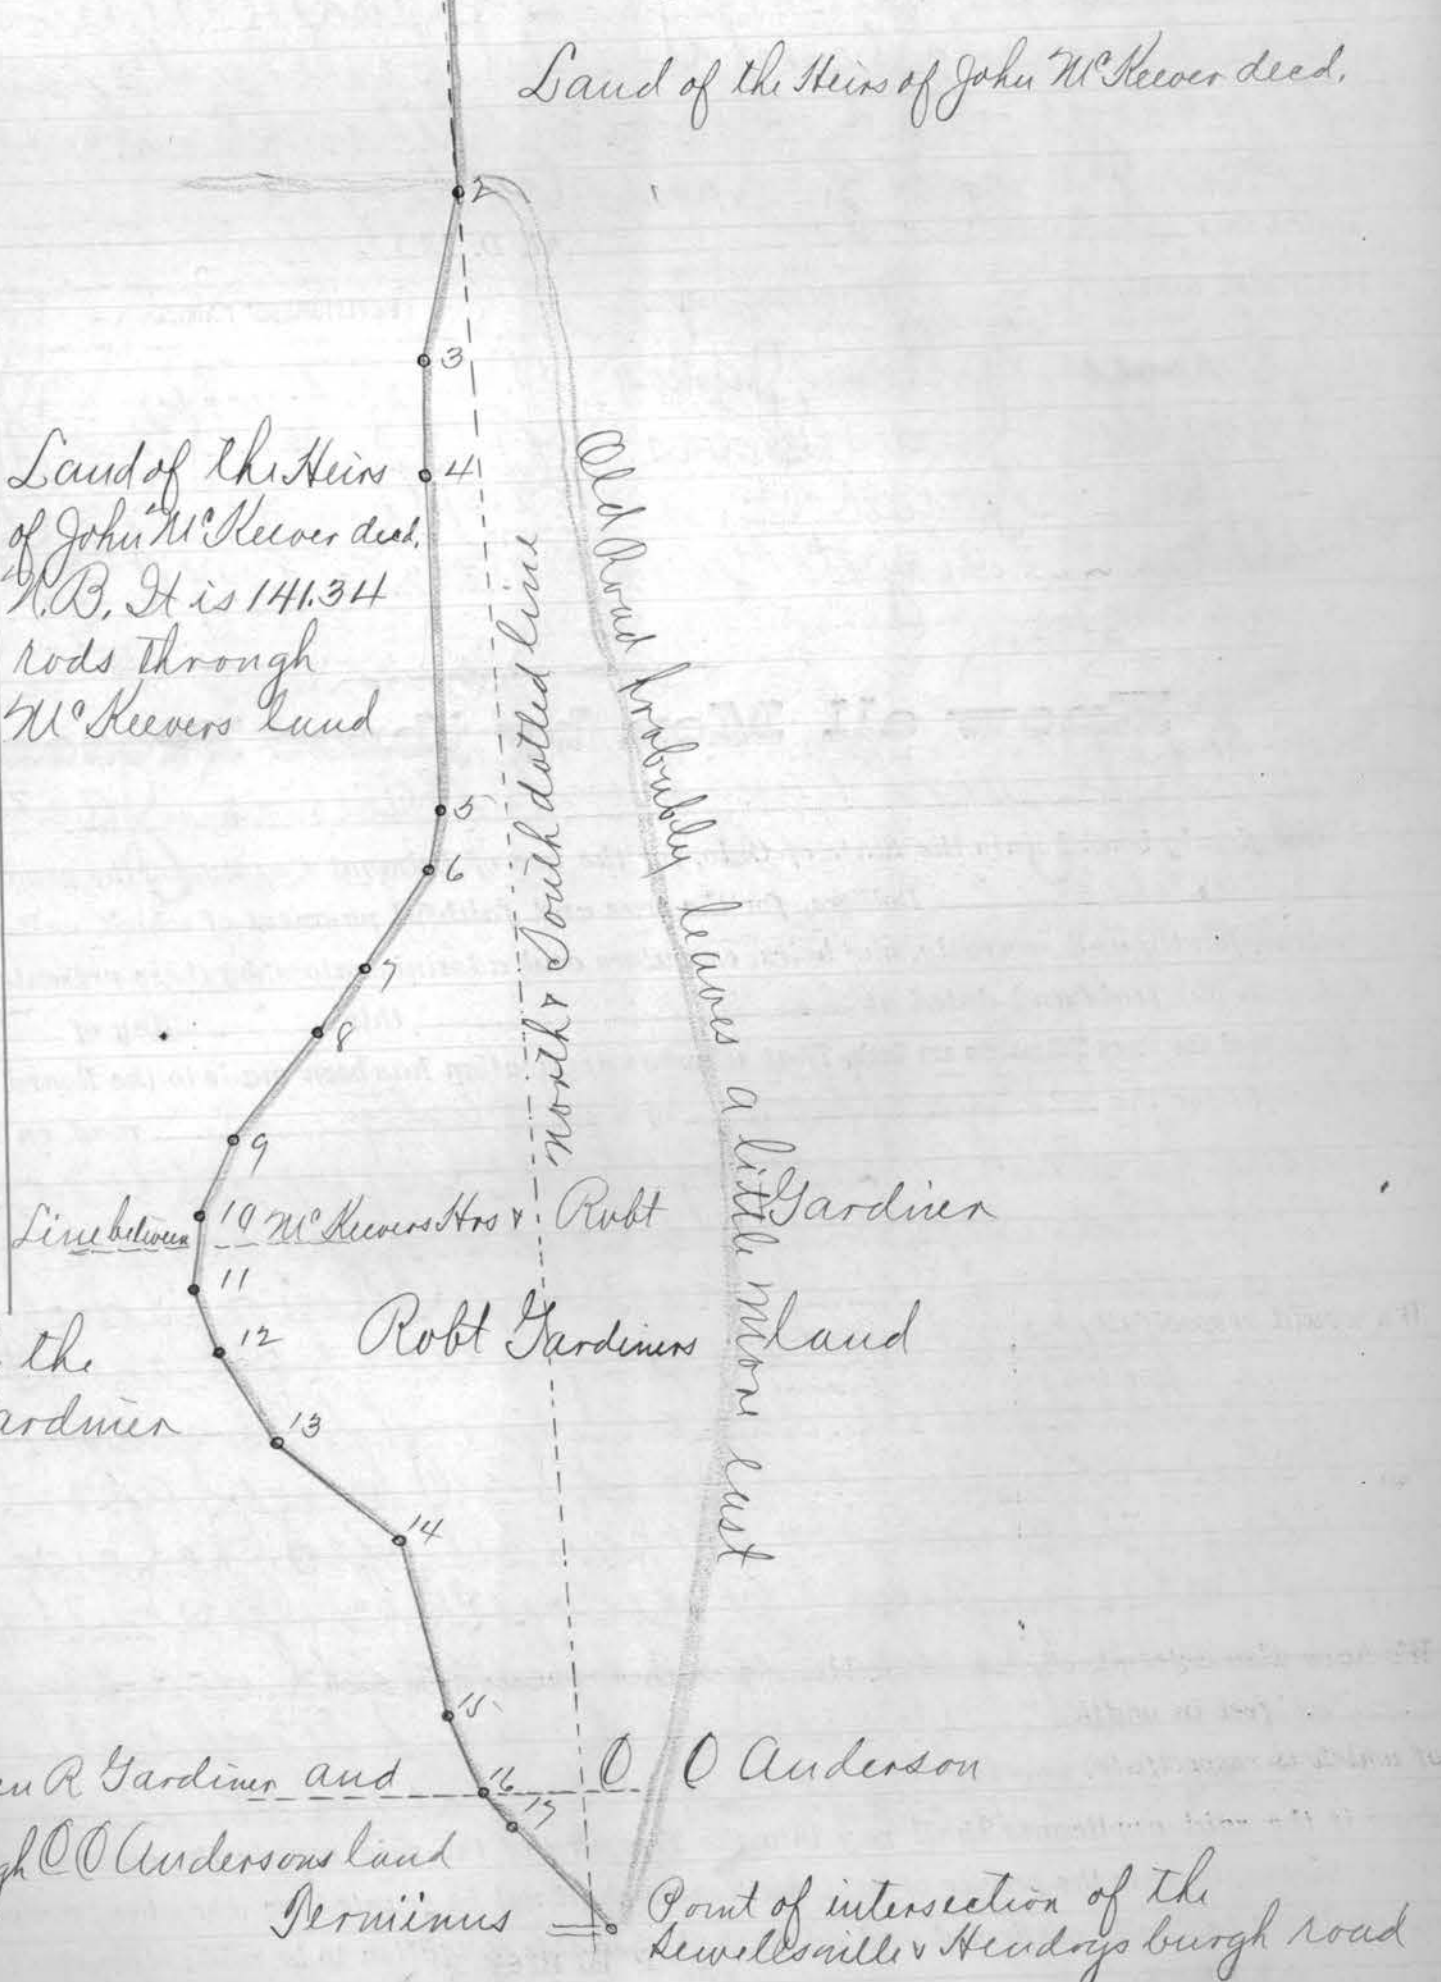 Land of the Heirs of John McKeever decd.
2
3
4
Land of the Heirs
of John McKeever decd.
N.B. It is 141.34
rods through
McKeevers land
north & South dotted line
Old Road probably leaves a little more east
5
6
7
8
9
10
Line between McKeevers Hrs & Robt Gardiner
11
12
Robt Gardiners land
the
ardiner
13
14
15
en R Gardiner and O O Anderson
16
17
gh O O Andersons land
Terminus
Point of intersection of the
Sewellsville & Hendrysburgh road